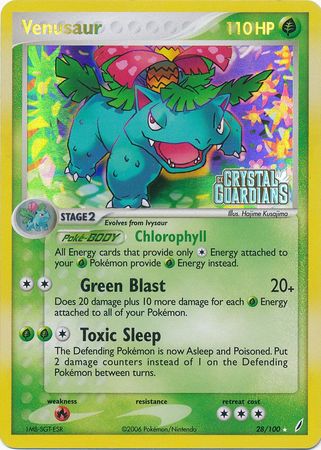 Venusaur 110 HP
EX
CRYSTAL
GUARDIANS
Illus. Hajime Kusajima
STAGE 2
Evolves from Ivysaur
Poké-BODY Chlorophyll
All Energy cards that provide only Energy attached to
your Pokémon provide Energy instead.
Green Blast 20+
Does 20 damage plus 10 more damage for each Energy
attached to all of your Pokémon.
Toxic Sleep
The Defending Pokémon is now Asleep and Poisoned. Put
2 damage counters instead of 1 on the Defending
Pokémon between turns.
weakness resistance retreat cost
1MB-SGT-ESR ©2006 Pokémon/Nintendo 28/100